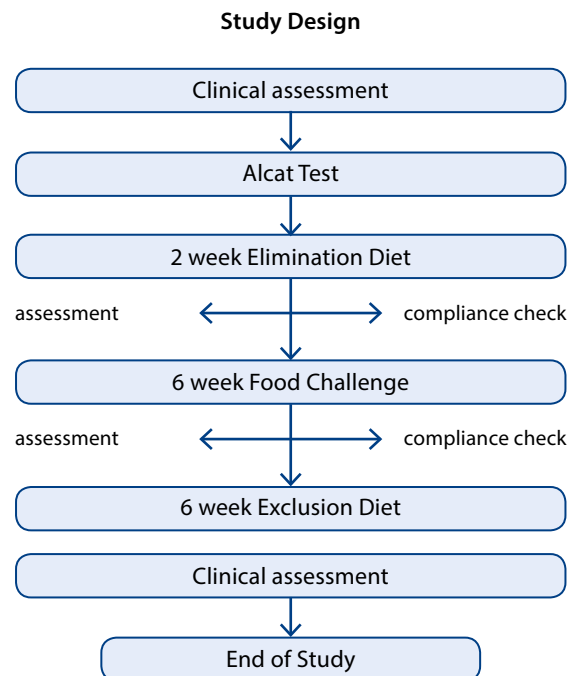 Study Design
Clinical assessment
Alcat Test
2 week Elimination Diet
assessment compliance check
6 week Food Challenge
assessment compliance check
6 week Exclusion Diet
Clinical assessment
End of Study